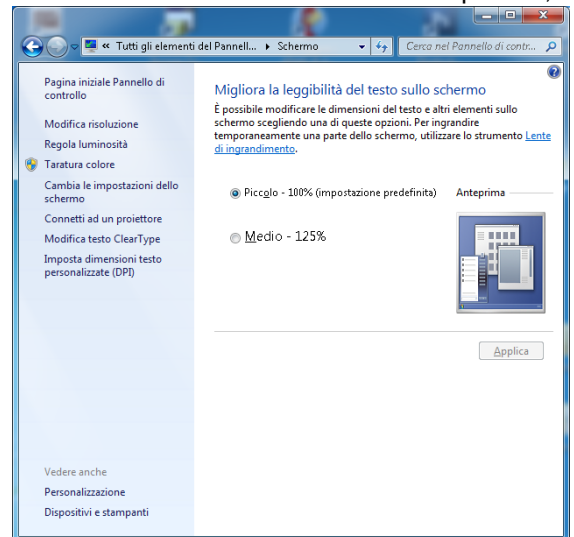 « Tutti gli elementi del Pannell... ▸ Schermo
Cerca nel Pannello di contr...
Pagina iniziale Pannello di
controllo
Modifica risoluzione
Regola luminosità
Taratura colore
Cambia le impostazioni dello
schermo
Connetti ad un proiettore
Modifica testo ClearType
Imposta dimensioni testo
personalizzate (DPI)
Vedere anche
Personalizzazione
Dispositivi e stampanti
Migliora la leggibilità del testo sullo schermo
È possibile modificare le dimensioni del testo e altri elementi sullo
schermo scegliendo una di queste opzioni. Per ingrandire
temporaneamente una parte dello schermo, utilizzare lo strumento Lente
di ingrandimento.
Piccolo - 100% (impostazione predefinita)
Anteprima
Medio - 125%
Applica